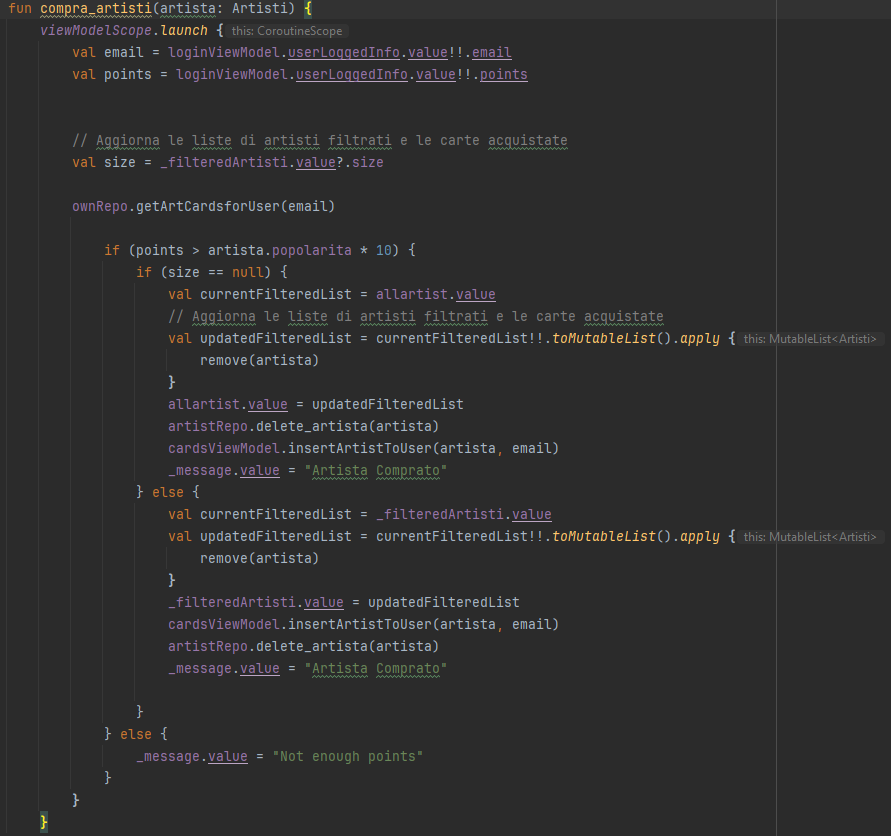 fun compra_artisti(artista: Artisti) {
viewModelScope.launch { this: CoroutineScope
val email = loginViewModel.userLoggedInfo.value!!.email
val points = loginViewModel.userLoggedInfo.value!!.points
// Aggiorna le liste di artisti filtrati e le carte acquistate
val size = _filteredArtisti.value?.size
ownRepo.getArtCardsforUser(email)
if (points > artista.popolarita * 10) {
if (size == null) {
val currentFilteredList = allartist.value
// Aggiorna le liste di artisti filtrati e le carte acquistate
val updatedFilteredList = currentFilteredList!!.toMutableList().apply { this: MutableList<Artisti>
remove(artista)
}
allartist.value = updatedFilteredList
artistRepo.delete_artista(artista)
cardsViewModel.insertArtistToUser(artista, email)
_message.value = "Artista Comprato"
} else {
val currentFilteredList = _filteredArtisti.value
val updatedFilteredList = currentFilteredList!!.toMutableList().apply { this: MutableList<Artisti>
remove(artista)
}
_filteredArtisti.value = updatedFilteredList
cardsViewModel.insertArtistToUser(artista, email)
artistRepo.delete_artista(artista)
_message.value = "Artista Comprato"
}
} else {
_message.value = "Not enough points"
}
}
}